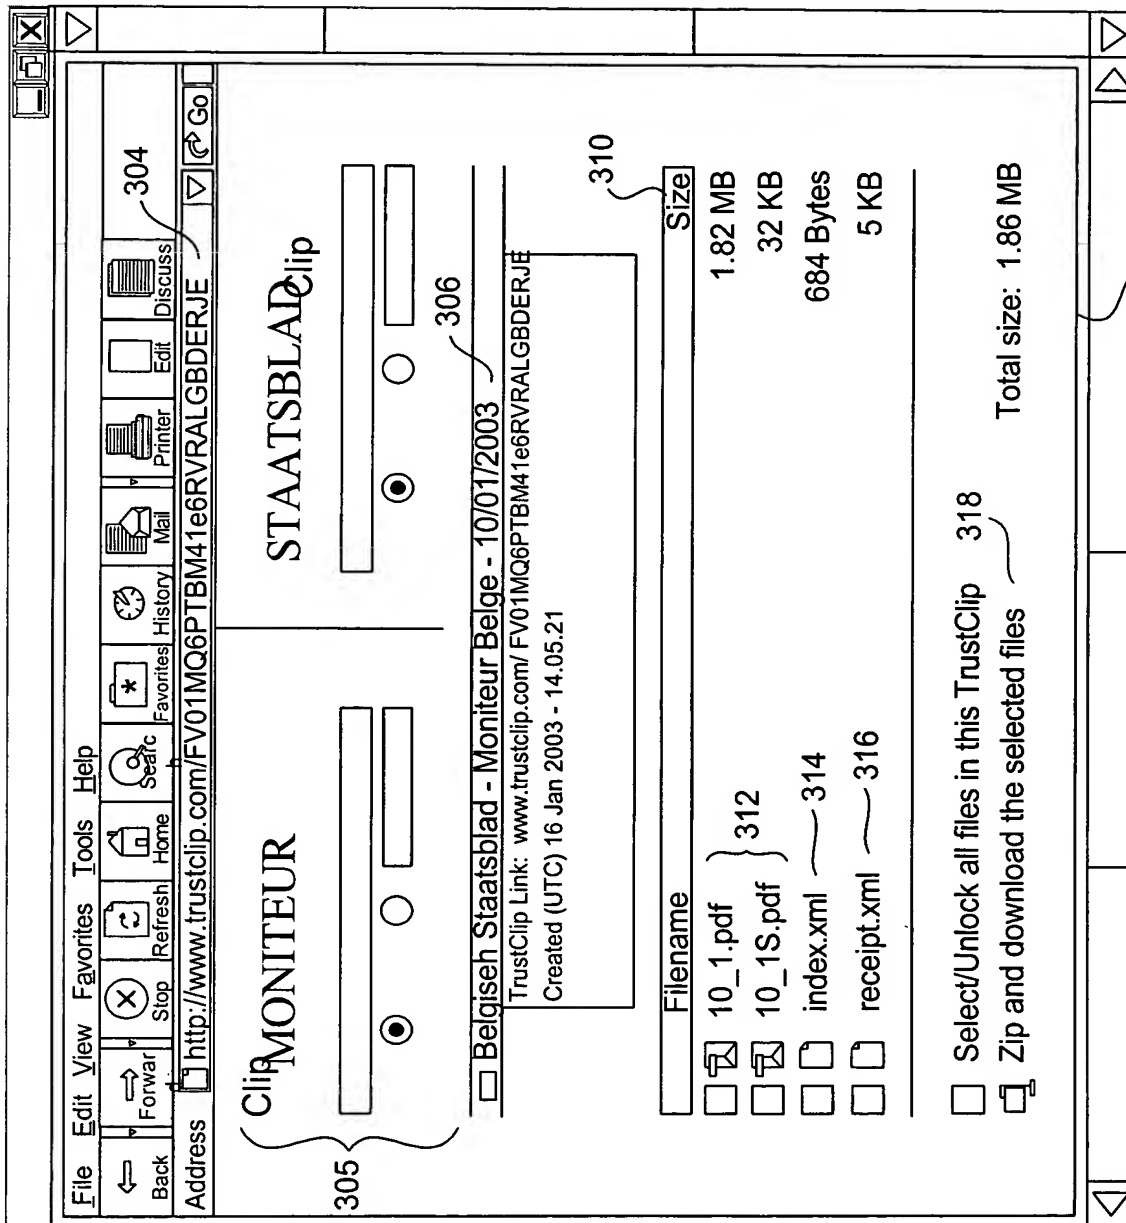 File Edit View Favorites Tools Help
Back Forwar Stop Refresh Home Searc Favorites History Mail Printer Edit Discuss
Address http://www.trustclip.com/FV01MQ6PTBM41e6RVRALGBDERJE Go
304
Clip MONITEUR
STAATSBLAD Clip
305
306
Belgiseh Staatsblad - Moniteur Belge - 10/01/2003
TrustClip Link: www.trustclip.com/ FV01MQ6PTBM41e6RVRALGBDERJE
Created (UTC) 16 Jan 2003 - 14.05.21
310
Filename Size
10_1.pdf 1.82 MB
312
10_1S.pdf 32 KB
index.xml 314 684 Bytes
receipt.xml 316 5 KB
Select/Unlock all files in this TrustClip 318
Zip and download the selected files Total size: 1.86 MB